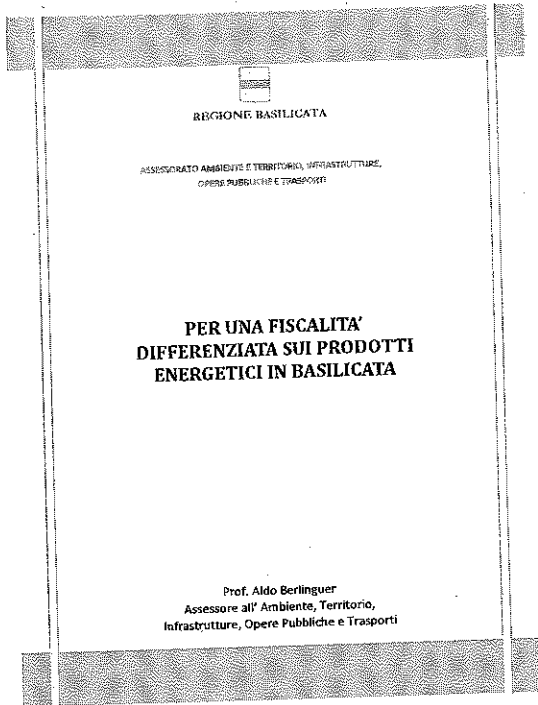 REGIONE BASILICATA
ASSESSORATO AMBIENTE E TERRITORIO, INFRASTRUTTURE,
OPERE PUBBLICHE E TRASPORTI
PER UNA FISCALITA'
DIFFERENZIATA SUI PRODOTTI
ENERGETICI IN BASILICATA
Prof. Aldo Berlinguer
Assessore all' Ambiente, Territorio,
Infrastrutture, Opere Pubbliche e Trasporti